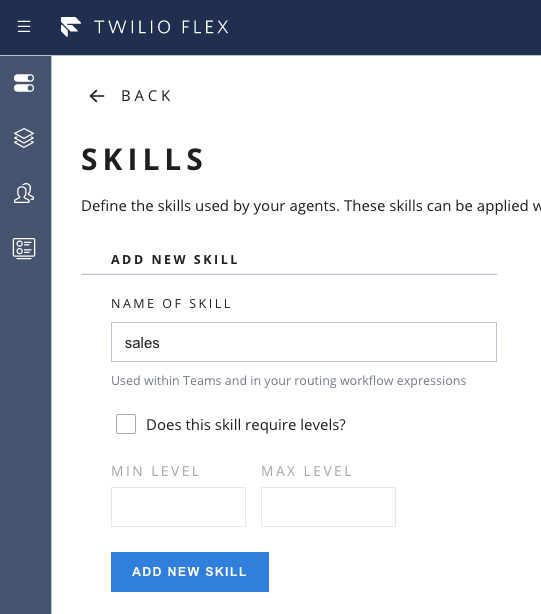 TWILIO FLEX
BACK
SKILLS
Define the skills used by your agents. These skills can be applied w
ADD NEW SKILL
NAME OF SKILL
sales
Used within Teams and in your routing workflow expressions
Does this skill require levels?
MIN LEVEL MAX LEVEL
ADD NEW SKILL